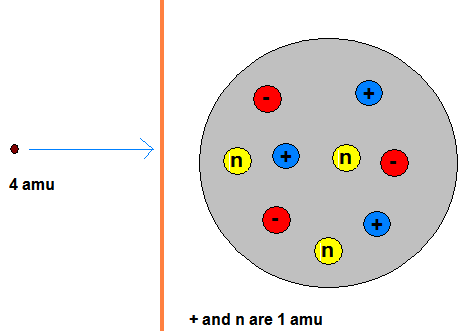 - +
n + n -
4 amu
- +
n
+ and n are 1 amu